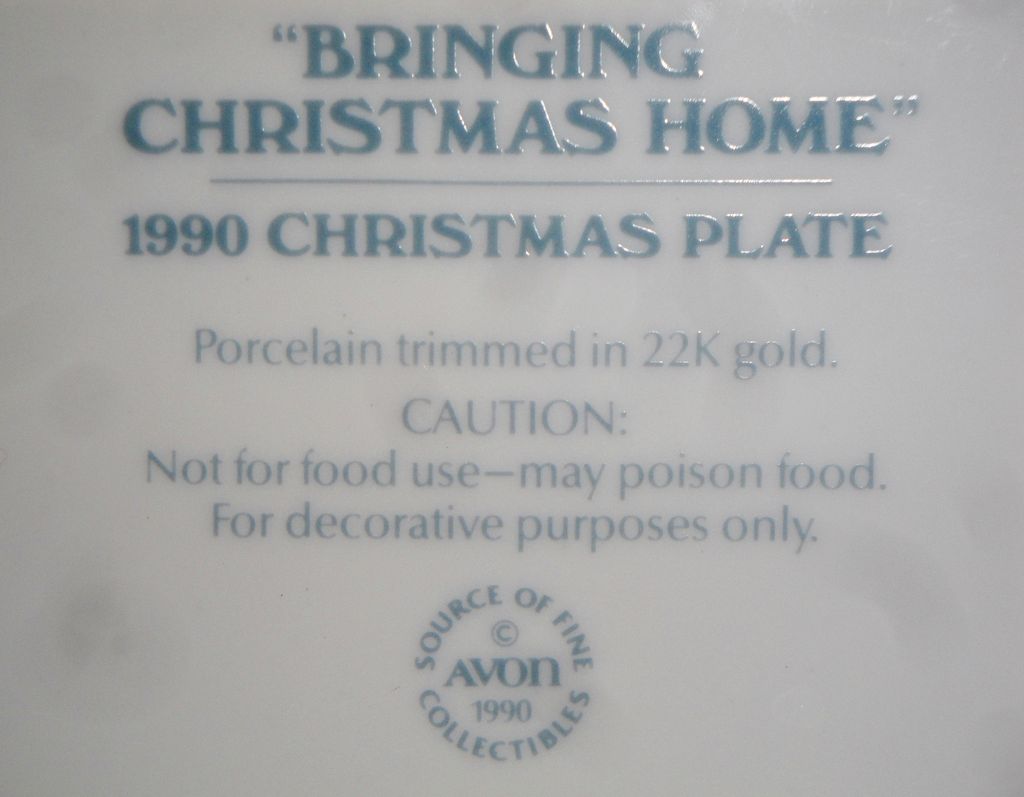 “BRINGING
CHRISTMAS HOME”
1990 CHRISTMAS PLATE
Porcelain trimmed in 22K gold.
CAUTION:
Not for food use—may poison food.
For decorative purposes only.
SOURCE OF FINE
©
AVON
1990
COLLECTIBLES